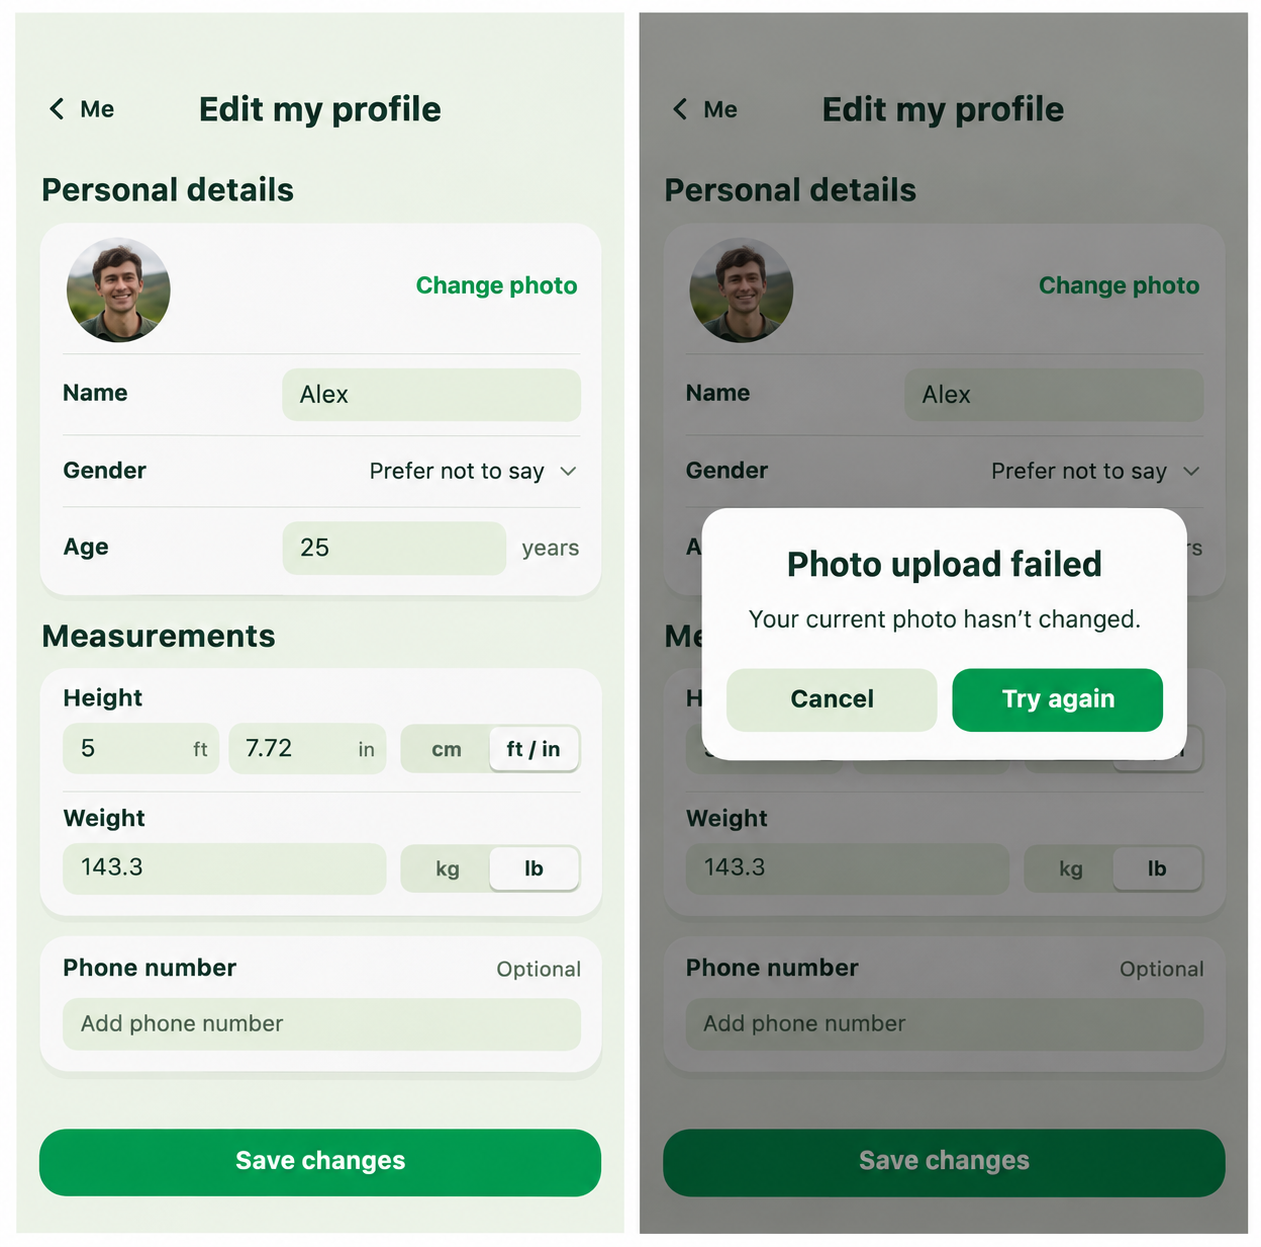 Me
Edit my profile
Personal details
Change photo
Name
Alex
Gender
Prefer not to say
Age
25
years
Measurements
Height
5 ft
7.72 in
cm
ft / in
Weight
143.3
kg
lb
Phone number
Optional
Add phone number
Save changes
Me
Edit my profile
Personal details
Change photo
Name
Alex
Gender
Prefer not to say
Photo upload failed
Your current photo hasn’t changed.
Cancel
Try again
Weight
143.3
kg
lb
Phone number
Optional
Add phone number
Save changes